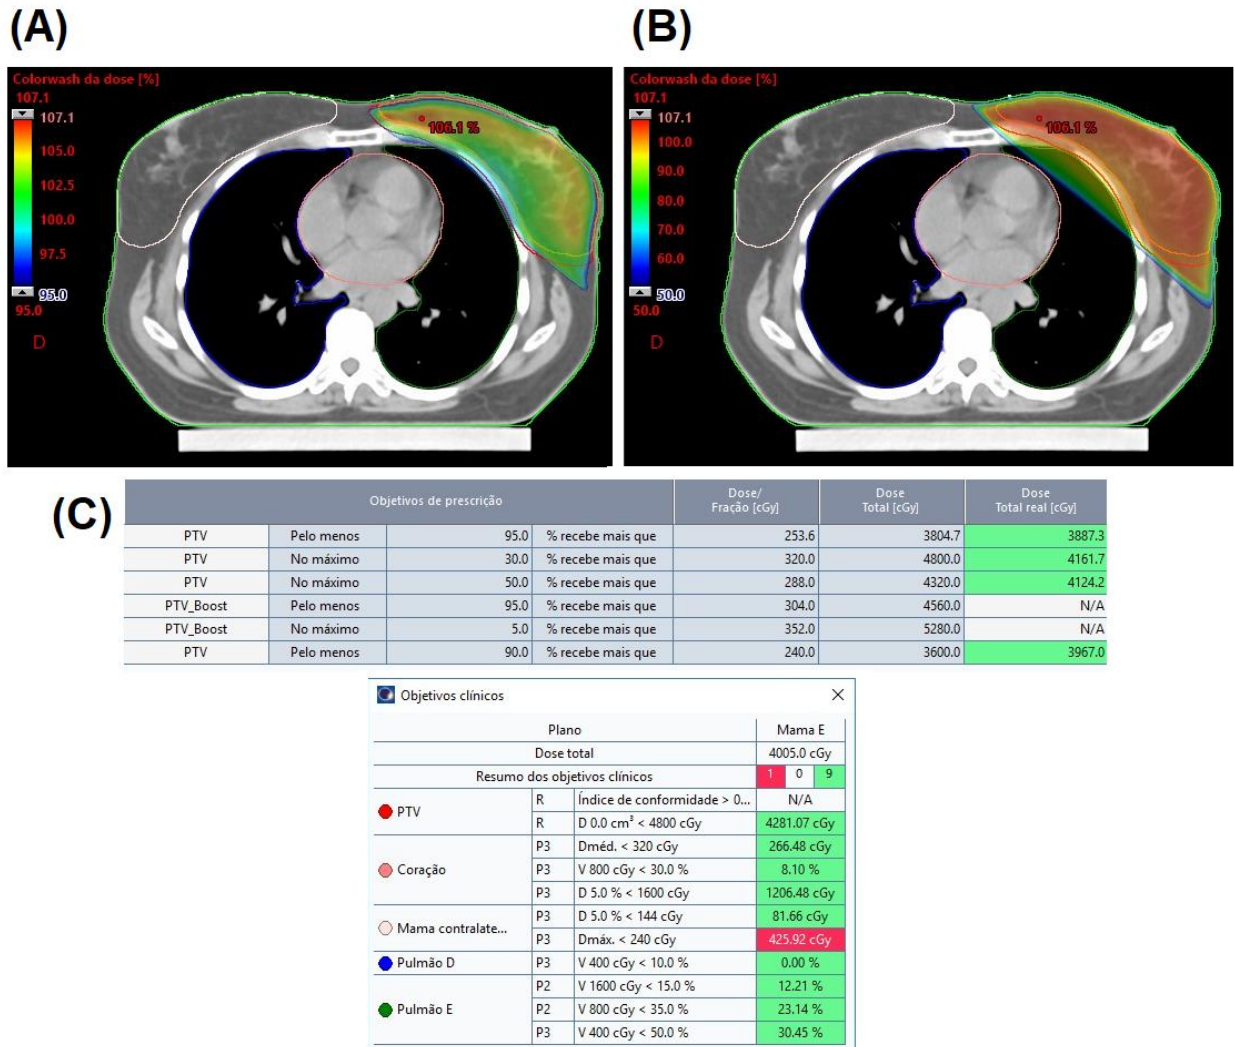 (A)
Colorwash da dose [%]
107.1
107.1
105.0
102.5
100.0
97.5
95.0
95.0
D
106.1 %
(B)
Colorwash da dose [%]
107.1
107.1
100.0
90.0
80.0
70.0
60.0
50.0
50.0
D
106.1 %
(C)
Objetivos de prescrição Dose/ Fração [cGy] Dose Total [cGy] Dose Total real [cGy]
PTV Pelo menos 95.0 % recebe mais que 253.6 3804.7 3887.3
PTV No máximo 30.0 % recebe mais que 320.0 4800.0 4161.7
PTV No máximo 50.0 % recebe mais que 288.0 4320.0 4124.2
PTV_Boost Pelo menos 95.0 % recebe mais que 304.0 4560.0 N/A
PTV_Boost No máximo 5.0 % recebe mais que 352.0 5280.0 N/A
PTV Pelo menos 90.0 % recebe mais que 240.0 3600.0 3967.0
Objetivos clínicos
Plano Mama E
Dose total 4005.0 cGy
Resumo dos objetivos clínicos 1 0 9
PTV R Índice de conformidade > 0... N/A
R D 0.0 cm³ < 4800 cGy 4281.07 cGy
Coração P3 Dméd. < 320 cGy 266.48 cGy
P3 V 800 cGy < 30.0 % 8.10 %
P3 D 5.0 % < 1600 cGy 1206.48 cGy
Mama contralate... P3 D 5.0 % < 144 cGy 81.66 cGy
P3 Dmáx. < 240 cGy 425.92 cGy
Pulmão D P3 V 400 cGy < 10.0 % 0.00 %
Pulmão E P2 V 1600 cGy < 15.0 % 12.21 %
P2 V 800 cGy < 35.0 % 23.14 %
P3 V 400 cGy < 50.0 % 30.45 %